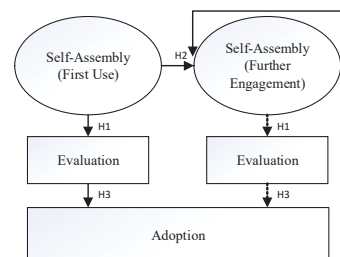 Self-Assembly
(First Use)
H2
Self-Assembly
(Further
Engagement)
H1
H1
Evaluation
Evaluation
H3
H3
Adoption